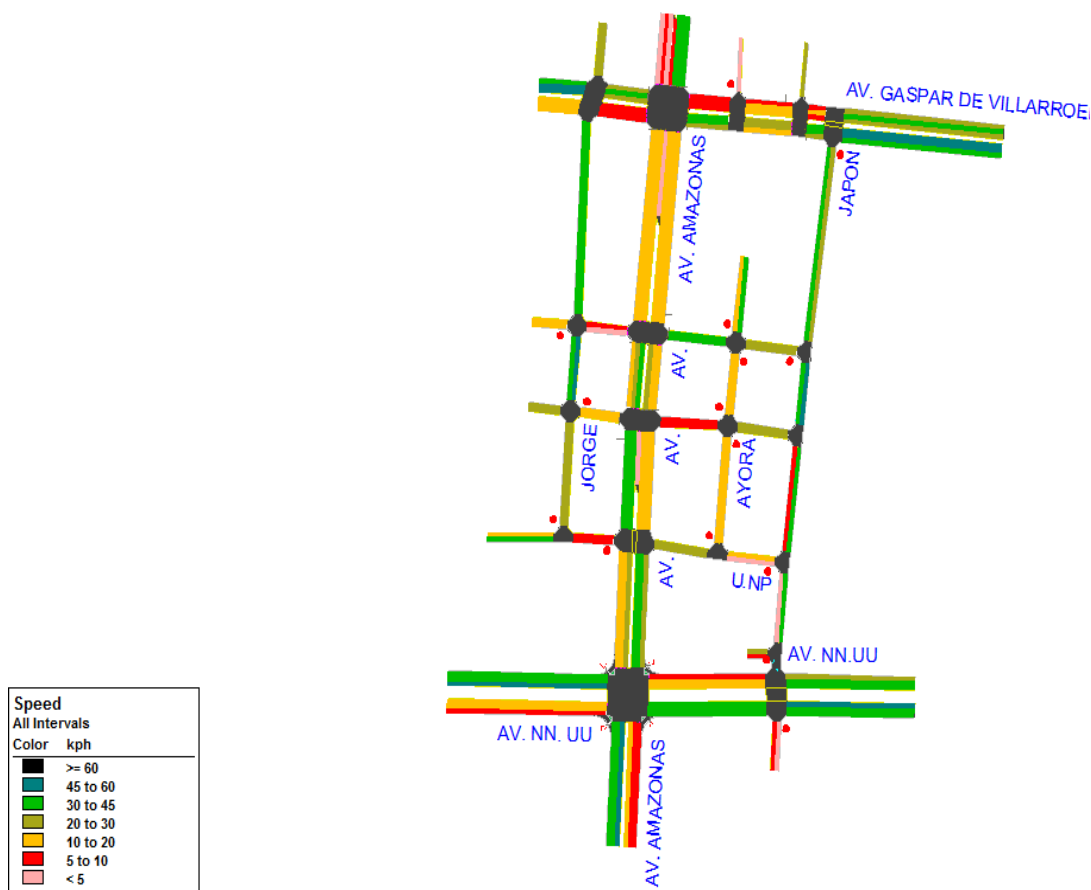 AV. GASPAR DE VILLARROEL
AV. AMAZONAS
JAPON
AV.
JORGE
AV.
AYORA
AV.
U.NP
AV. NN.UU
AV. NN. UU
AV. AMAZONAS
Speed
All Intervals
Color kph
>= 60
45 to 60
30 to 45
20 to 30
10 to 20
5 to 10
< 5